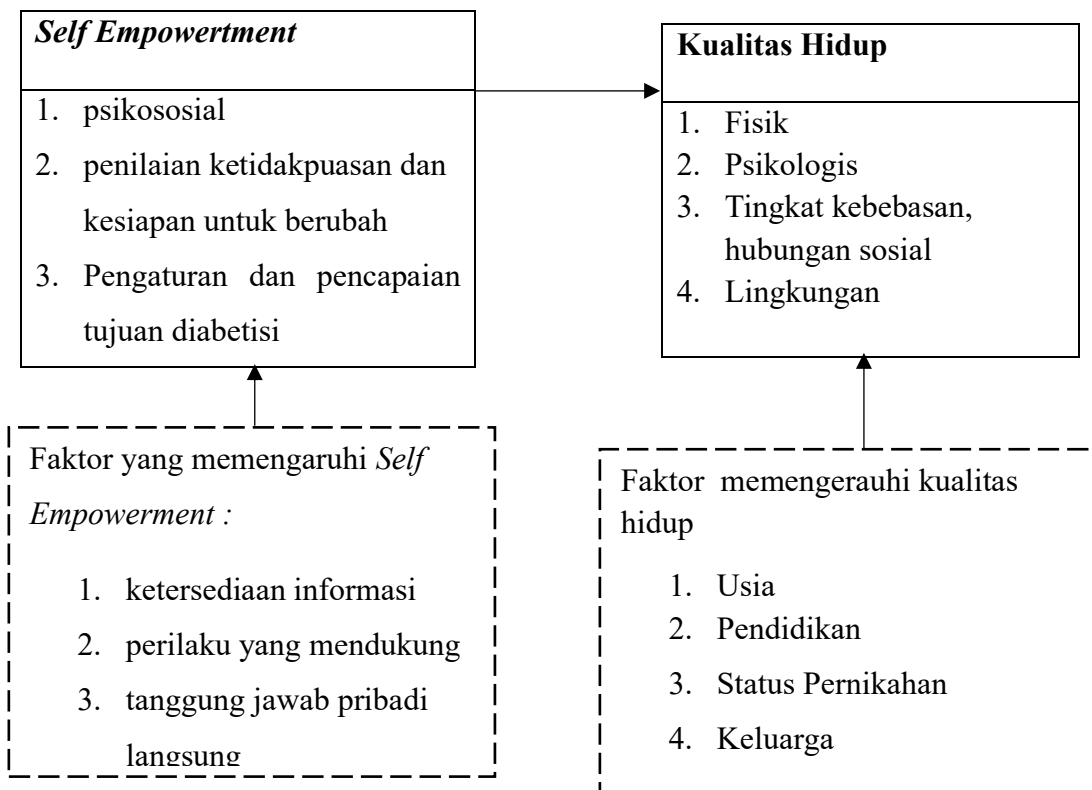 Self Empowertment
1. psikososial
2. penilaian ketidakpuasan dan
kesiapan untuk berubah
3. Pengaturan dan pencapaian
tujuan diabetisi
Kualitas Hidup
1. Fisik
2. Psikologis
3. Tingkat kebebasan,
hubungan sosial
4. Lingkungan
Faktor yang memengaruhi Self
Empowerment :
1. ketersediaan informasi
2. perilaku yang mendukung
3. tanggung jawab pribadi
langsung
Faktor memengerauhi kualitas
hidup
1. Usia
2. Pendidikan
3. Status Pernikahan
4. Keluarga